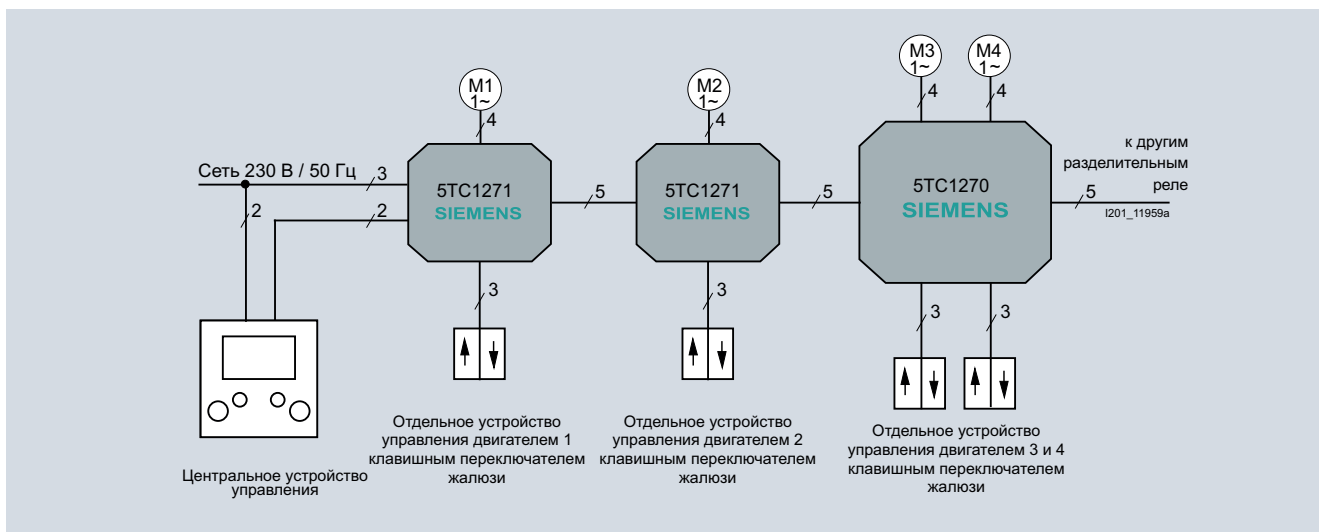 M1
1~
M2
1~
M3
1~
M4
1~
4
4
4
4
Сеть 230 В / 50 Гц
3
5TC1271
SIEMENS
5
5TC1271
SIEMENS
5
5TC1270
SIEMENS
к другим
разделительным
реле
5
I201_11959a
2
2
3
3
3
3
Отдельное устройство
управления двигателем 1
клавишным переключателем
жалюзи
Отдельное устройство
управления двигателем 2
клавишным переключателем
жалюзи
Отдельное устройство
управления двигателем 3 и 4
клавишным переключателем
жалюзи
Центральное устройство
управления